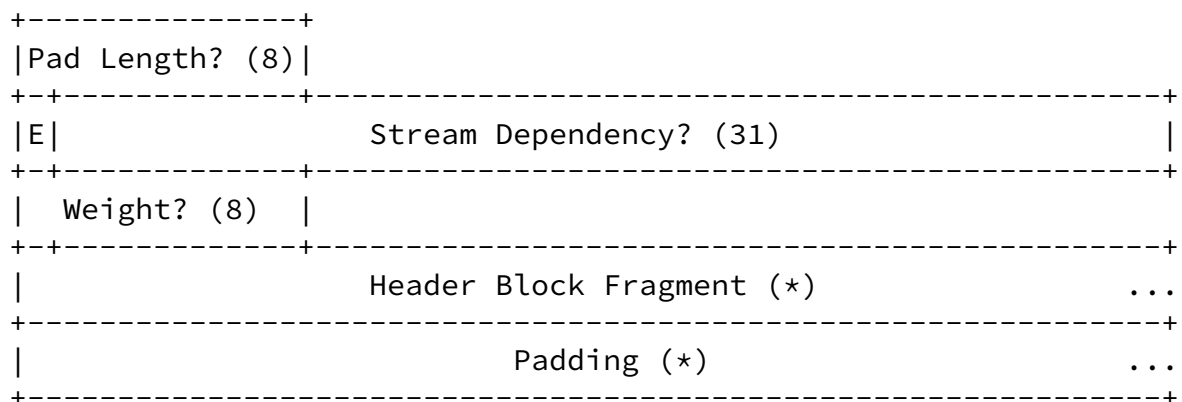 Pad Length? (8)
E Stream Dependency? (31)
Weight? (8)
Header Block Fragment (*) ...
Padding (*) ...